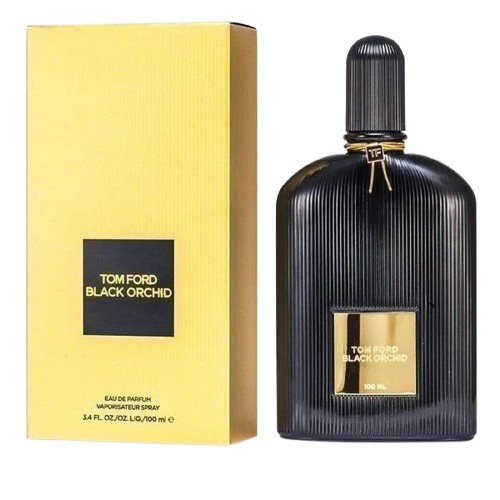 TOM FORD
BLACK ORCHID
EAU DE PARFUM
VAPORISATEUR SPRAY
3.4 FL. OZ./OZ. LIQ./100 ml ℮
TF
TOM FORD
BLACK ORCHID
100 ML